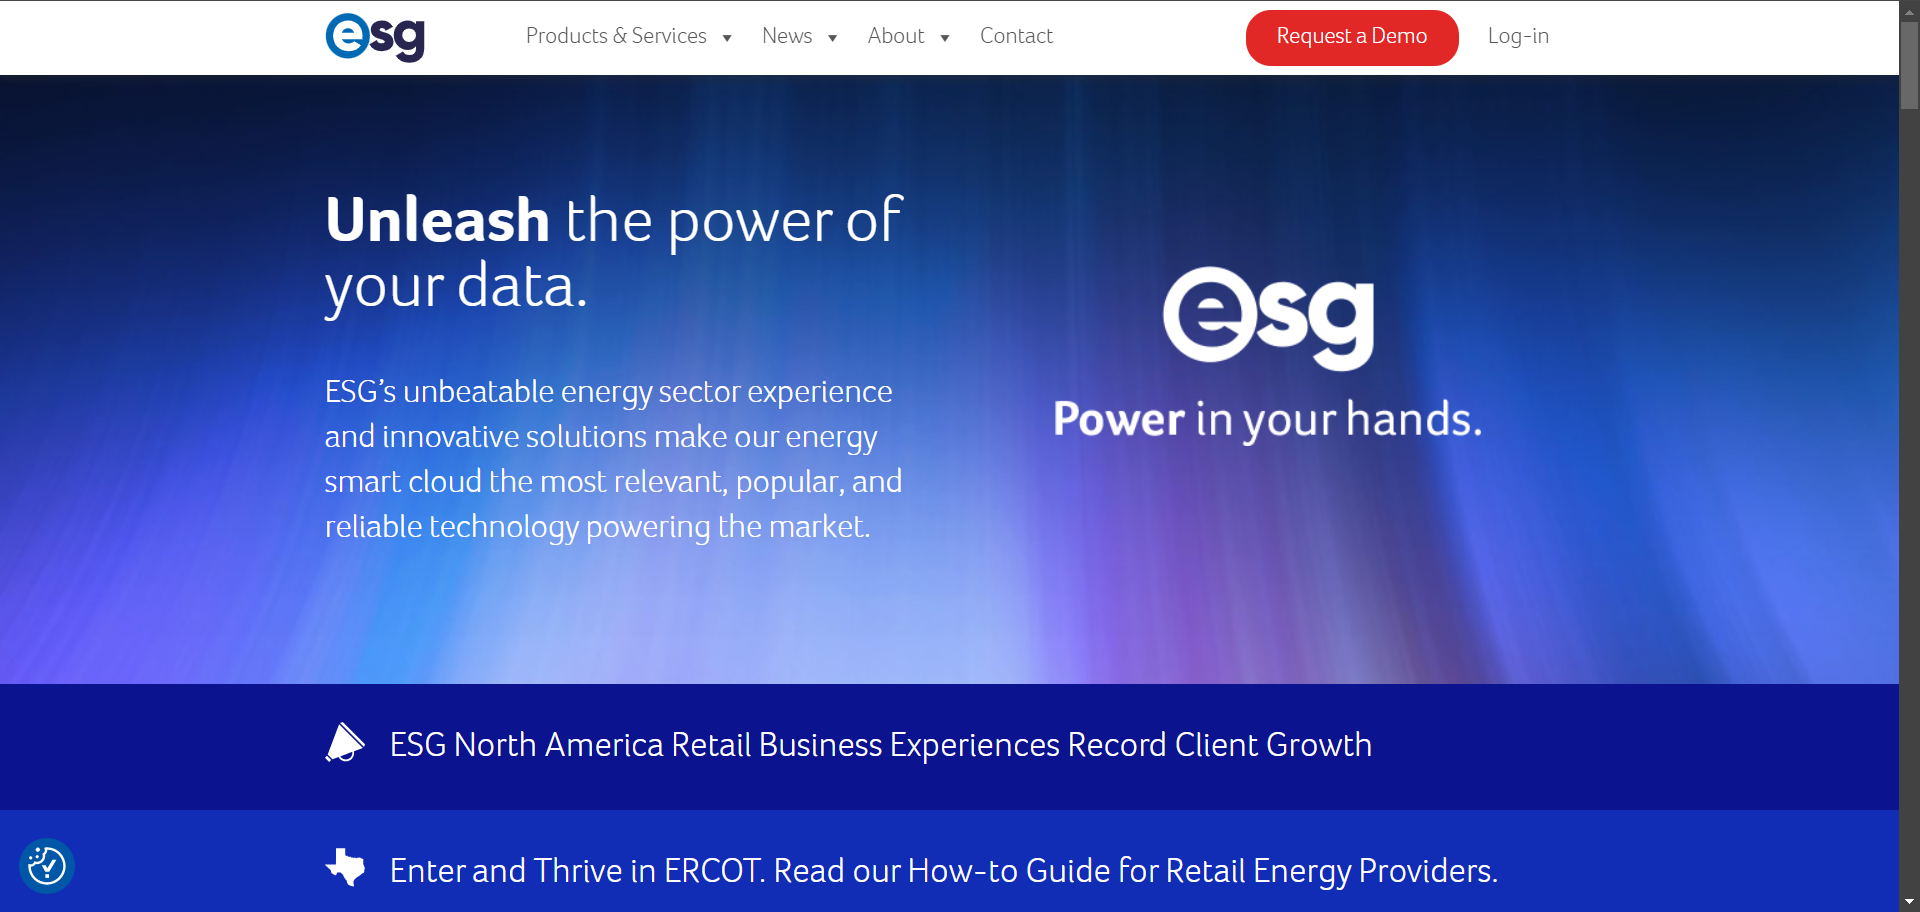 esg
Products & Services
News
About
Contact
Request a Demo
Log-in
Unleash the power of
your data.
ESG’s unbeatable energy sector experience
and innovative solutions make our energy
smart cloud the most relevant, popular, and
reliable technology powering the market.
esg
Power in your hands.
ESG North America Retail Business Experiences Record Client Growth
Enter and Thrive in ERCOT. Read our How-to Guide for Retail Energy Providers.